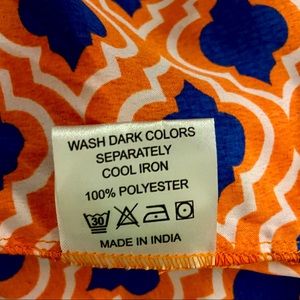 WASH DARK COLORS
SEPARATELY
COOL IRON
100% POLYESTER
30
MADE IN INDIA